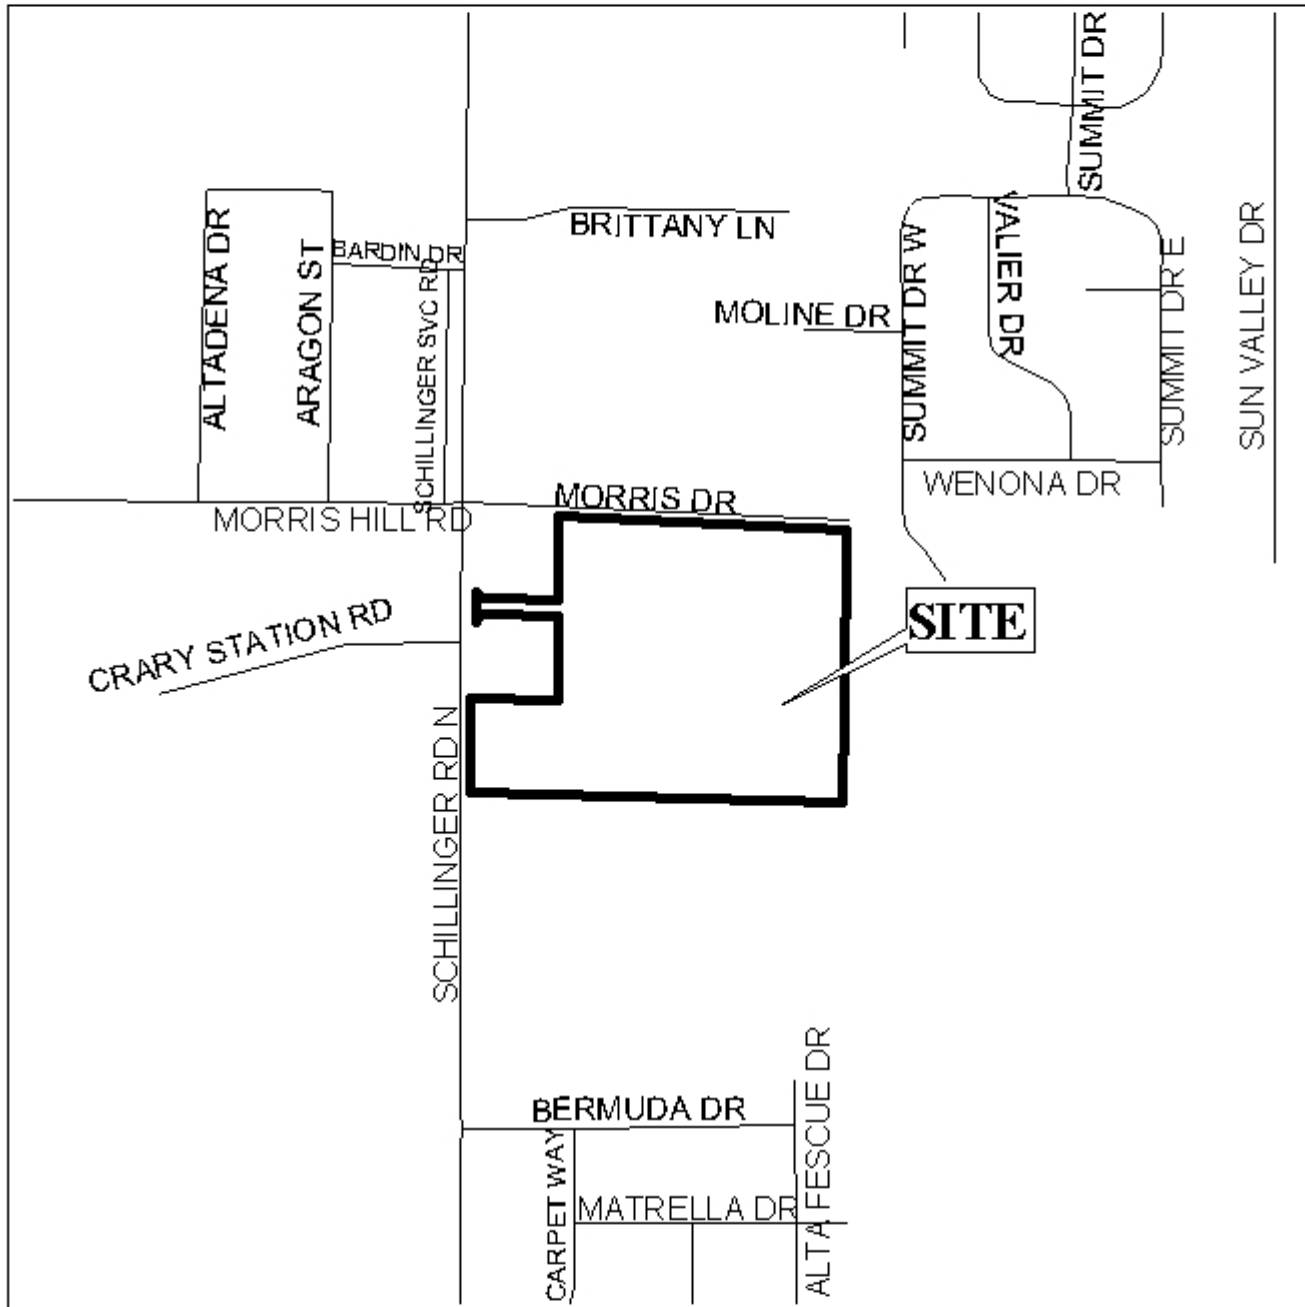 SUMMIT DR
BRITTANY LN
ALTADENA DR
ARAGON ST
BARDIN DR
SCHILLINGER SVC RD
MOLINE DR
SUMMIT DR W
VALIER DR
SUMMIT DR E
SUN VALLEY DR
WENONA DR
MORRIS DR
MORRIS HILL RD
CRARY STATION RD
SITE
SCHILLINGER RD N
BERMUDA DR
CARPET WAY
MATRELLA DR
ALTA FESCUE DR